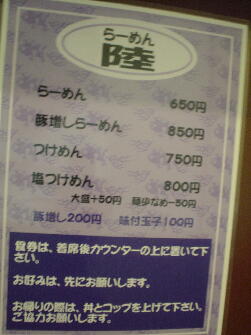 らーめん
陸
らーめん 650円
豚増しらーめん 850円
つけめん 750円
塩つけめん 800円
大盛+50円 麺少なめ-50円
豚増し200円 味付玉子100円
食券は、着席後カウンターの上に置いて下
さい。
お好みは、先にお願いします。
お帰りの際は、丼とコップを上げて下さい。
ご協力お願いします。